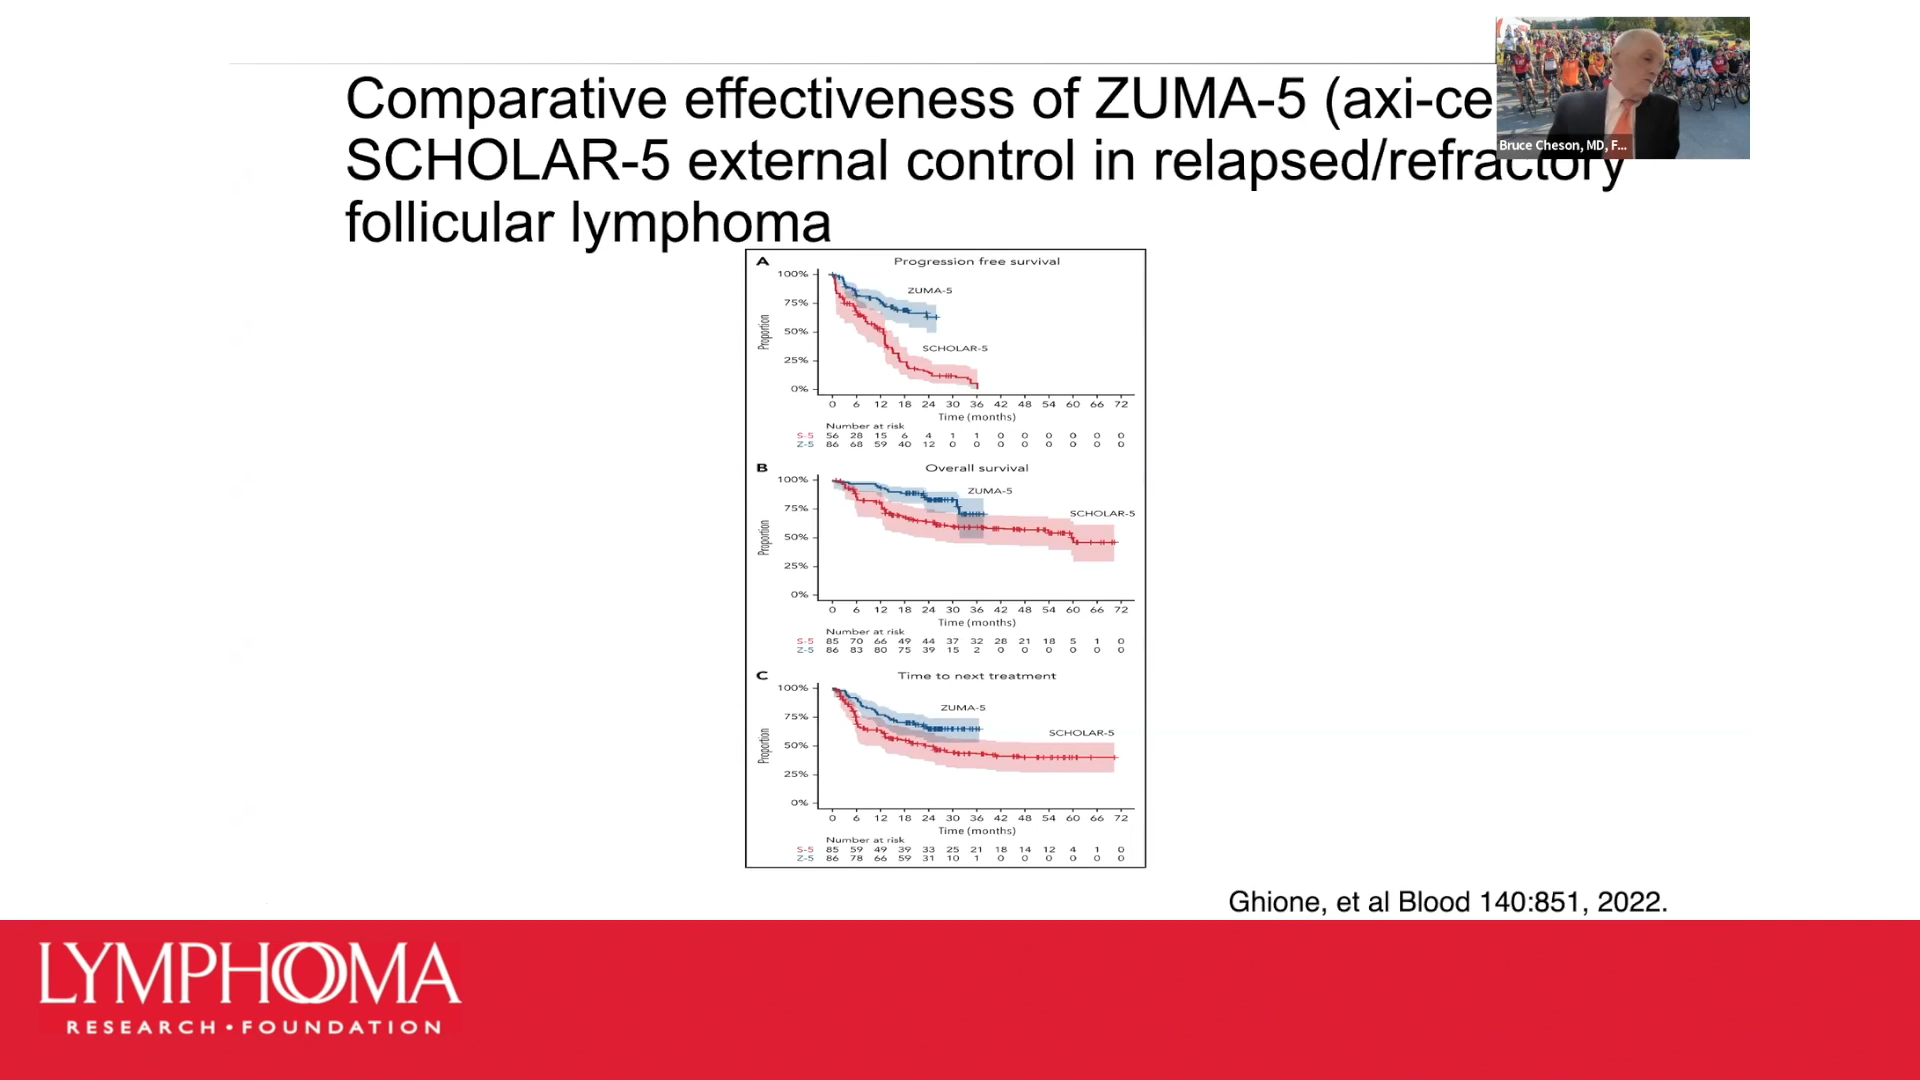 Comparative effectiveness of ZUMA-5 (axi-ce
SCHOLAR-5 external control in relapsed/refractory
follicular lymphoma
Bruce Cheson, MD, F...
A Progression free survival
100%
75%
50%
25%
0%
Proportion
ZUMA-5
SCHOLAR-5
0 6 12 18 24 30 36 42 48 54 60 66 72
Time (months)
Number at risk
S-5 56 28 15 6 4 1 1 0 0 0 0 0 0
Z-5 86 68 59 40 12 0 0 0 0 0 0 0 0
B Overall survival
100%
75%
50%
25%
0%
Proportion
ZUMA-5
SCHOLAR-5
0 6 12 18 24 30 36 42 48 54 60 66 72
Time (months)
Number at risk
S-5 85 70 66 49 44 37 32 28 21 18 5 1 0
Z-5 86 83 80 75 39 15 2 0 0 0 0 0 0
C Time to next treatment
100%
75%
50%
25%
0%
Proportion
ZUMA-5
SCHOLAR-5
0 6 12 18 24 30 36 42 48 54 60 66 72
Time (months)
Number at risk
S-5 85 59 49 39 33 25 21 18 14 12 4 1 0
Z-5 86 78 66 59 31 10 1 0 0 0 0 0 0
Ghione, et al Blood 140:851, 2022.
LYMPHOMA
RESEARCH • FOUNDATION